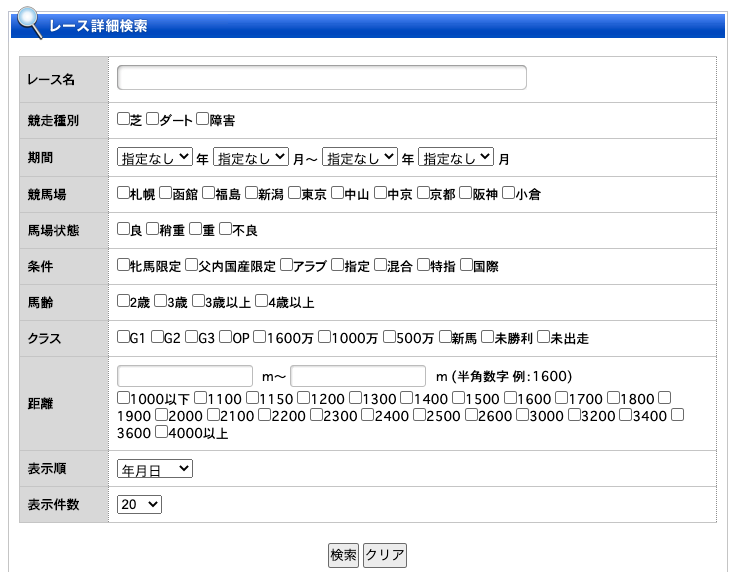 レース詳細検索
レース名
競走種別 芝 ダート 障害
期間 指定なし 年 指定なし 月〜 指定なし 年 指定なし 月
競馬場 札幌 函館 福島 新潟 東京 中山 中京 京都 阪神 小倉
馬場状態 良 稍重 重 不良
条件 牝馬限定 父内国産限定 アラブ 指定 混合 特指 国際
馬齢 2歳 3歳 3歳以上 4歳以上
クラス G1 G2 G3 OP 1600万 1000万 500万 新馬 未勝利 未出走
距離 m〜 m (半角数字 例：1600)
1000以下 1100 1150 1200 1300 1400 1500 1600 1700 1800
1900 2000 2100 2200 2300 2400 2500 2600 3000 3200 3400
3600 4000以上
表示順 年月日
表示件数 20
検索 クリア